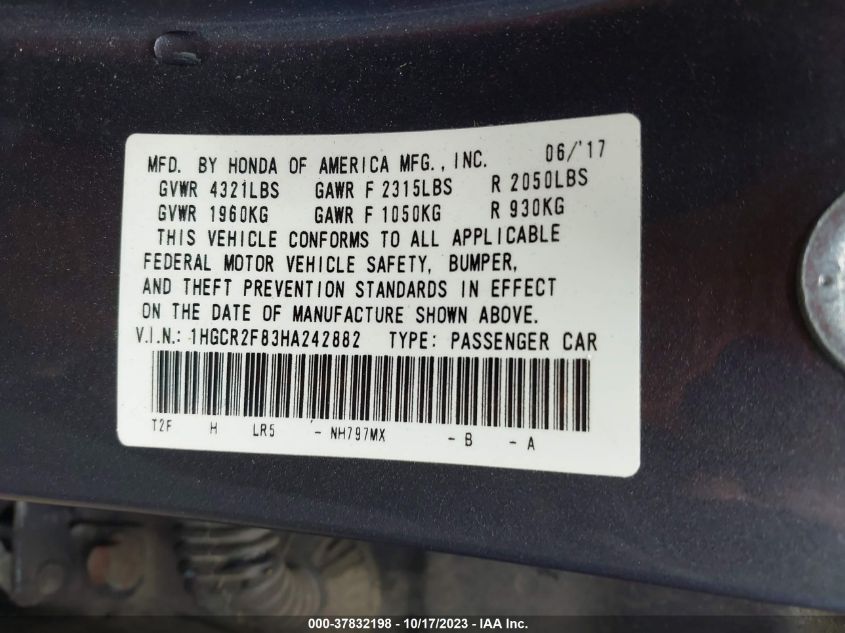 MFD. BY HONDA OF AMERICA MFG., INC. 06/'17
GVWR 4321LBS GAWR F 2315LBS R 2050LBS
GVWR 1960KG GAWR F 1050KG R 930KG
THIS VEHICLE CONFORMS TO ALL APPLICABLE
FEDERAL MOTOR VEHICLE SAFETY, BUMPER,
AND THEFT PREVENTION STANDARDS IN EFFECT
ON THE DATE OF MANUFACTURE SHOWN ABOVE.
V.I.N.: 1HGCR2F83HA242882 TYPE: PASSENGER CAR
T2F H LR5 - NH797MX - B - A
000-37832198 - 10/17/2023 - IAA Inc.